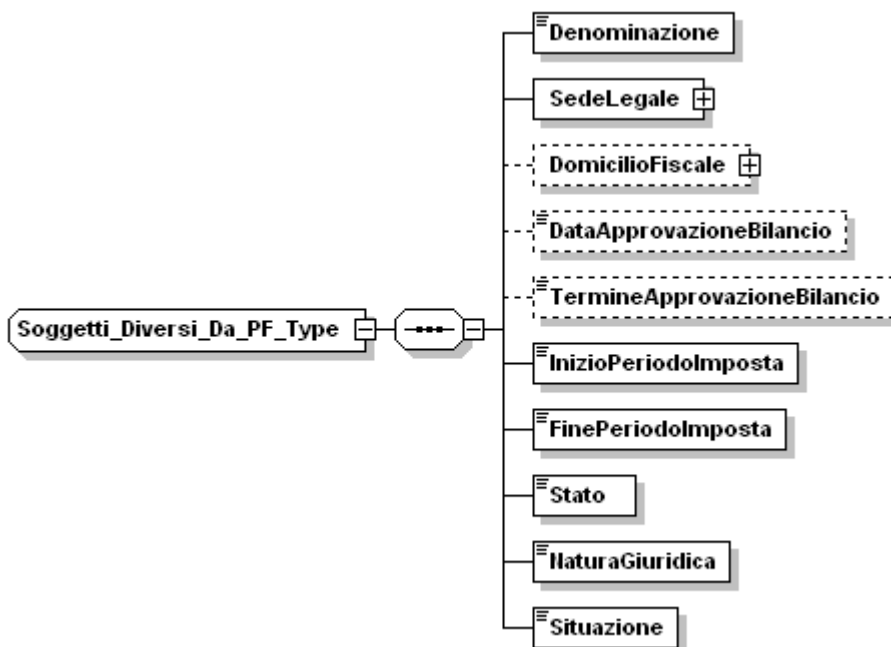 Denominazione
SedeLegale
DomicilioFiscale
DataApprovazioneBilancio
TermineApprovazioneBilancio
Soggetti_Diversi_Da_PF_Type
InizioPeriodoImposta
FinePeriodoImposta
Stato
NaturaGiuridica
Situazione